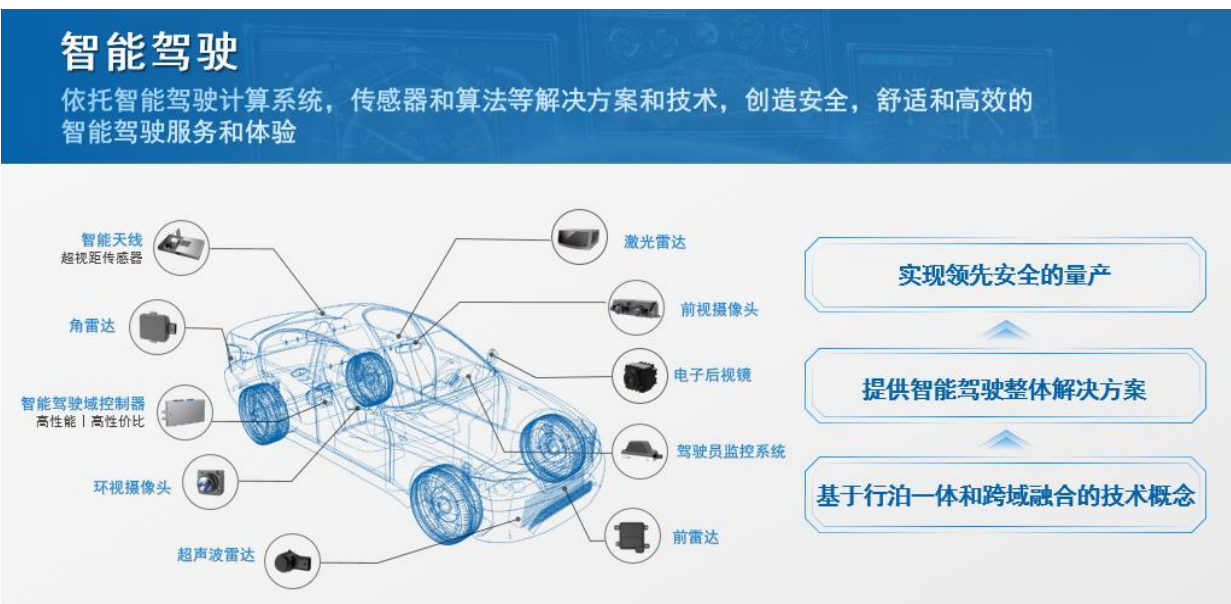 智能驾驶
依托智能驾驶计算系统，传感器和算法等解决方案和技术，创造安全，舒适和高效的
智能驾驶服务和体验
智能天线
超视距传感器
角雷达
智能驾驶域控制器
高性能丨高性价比
环视摄像头
超声波雷达
激光雷达
前视摄像头
电子后视镜
驾驶员监控系统
前雷达
实现领先安全的量产
提供智能驾驶整体解决方案
基于行泊一体和跨域融合的技术概念